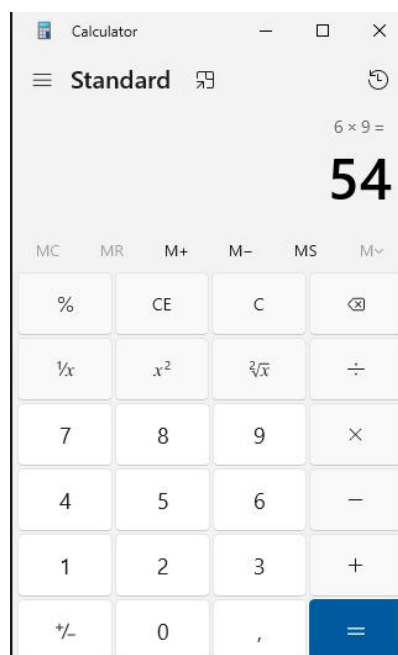 Calculator
Standard
6 × 9 =
54
MC MR M+ M− MS M˅
% CE C
¹/x x² ²√x ÷
7 8 9 ×
4 5 6 −
1 2 3 +
+/− 0 , =